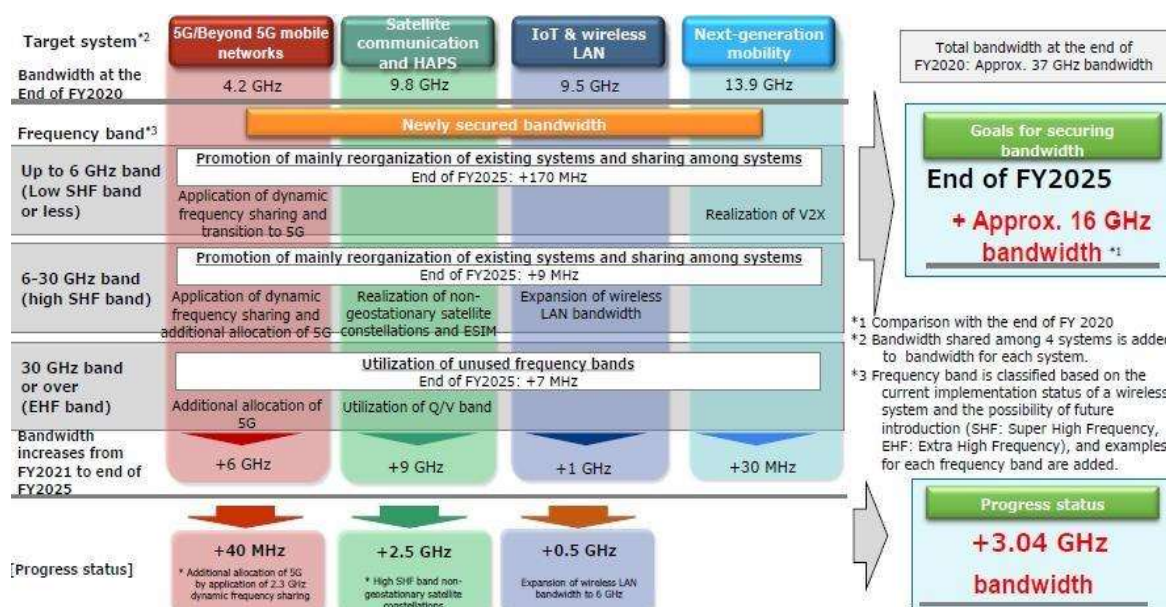 Target system*2
5G/Beyond 5G mobile
networks
Satellite
communication
and HAPS
IoT & wireless
LAN
Next-generation
mobility
Bandwidth at the
End of FY2020
4.2 GHz
9.8 GHz
9.5 GHz
13.9 GHz
Total bandwidth at the end of
FY2020: Approx. 37 GHz bandwidth
Frequency band*3
Newly secured bandwidth
Up to 6 GHz band
(Low SHF band
or less)
Promotion of mainly reorganization of existing systems and sharing among systems
End of FY2025: +170 MHz
Application of dynamic
frequency sharing and
transition to 5G
Realization of V2X
6-30 GHz band
(high SHF band)
Promotion of mainly reorganization of existing systems and sharing among systems
End of FY2025: +9 MHz
Application of dynamic
frequency sharing and
additional allocation of 5G
Realization of non-
geostationary satellite
constellations and ESIM
Expansion of wireless
LAN bandwidth
30 GHz band
or over
(EHF band)
Utilization of unused frequency bands
End of FY2025: +7 MHz
Additional allocation of
5G
Utilization of Q/V band
Bandwidth
increases from
FY2021 to end of
FY2025
+6 GHz
+9 GHz
+1 GHz
+30 MHz
Goals for securing
bandwidth
End of FY2025
+ Approx. 16 GHz
bandwidth *1
*1 Comparison with the end of FY 2020
*2 Bandwidth shared among 4 systems is added
to bandwidth for each system.
*3 Frequency band is classified based on the
current implementation status of a wireless
system and the possibility of future
introduction (SHF: Super High Frequency,
EHF: Extra High Frequency), and examples
for each frequency band are added.
[Progress status]
+40 MHz
* Additional allocation of 5G
by application of 2.3 GHz
dynamic frequency sharing
+2.5 GHz
* High SHF band non-
geostationary satellite
constellations
+0.5 GHz
Expansion of wireless LAN
bandwidth to 6 GHz
Progress status
+3.04 GHz
bandwidth